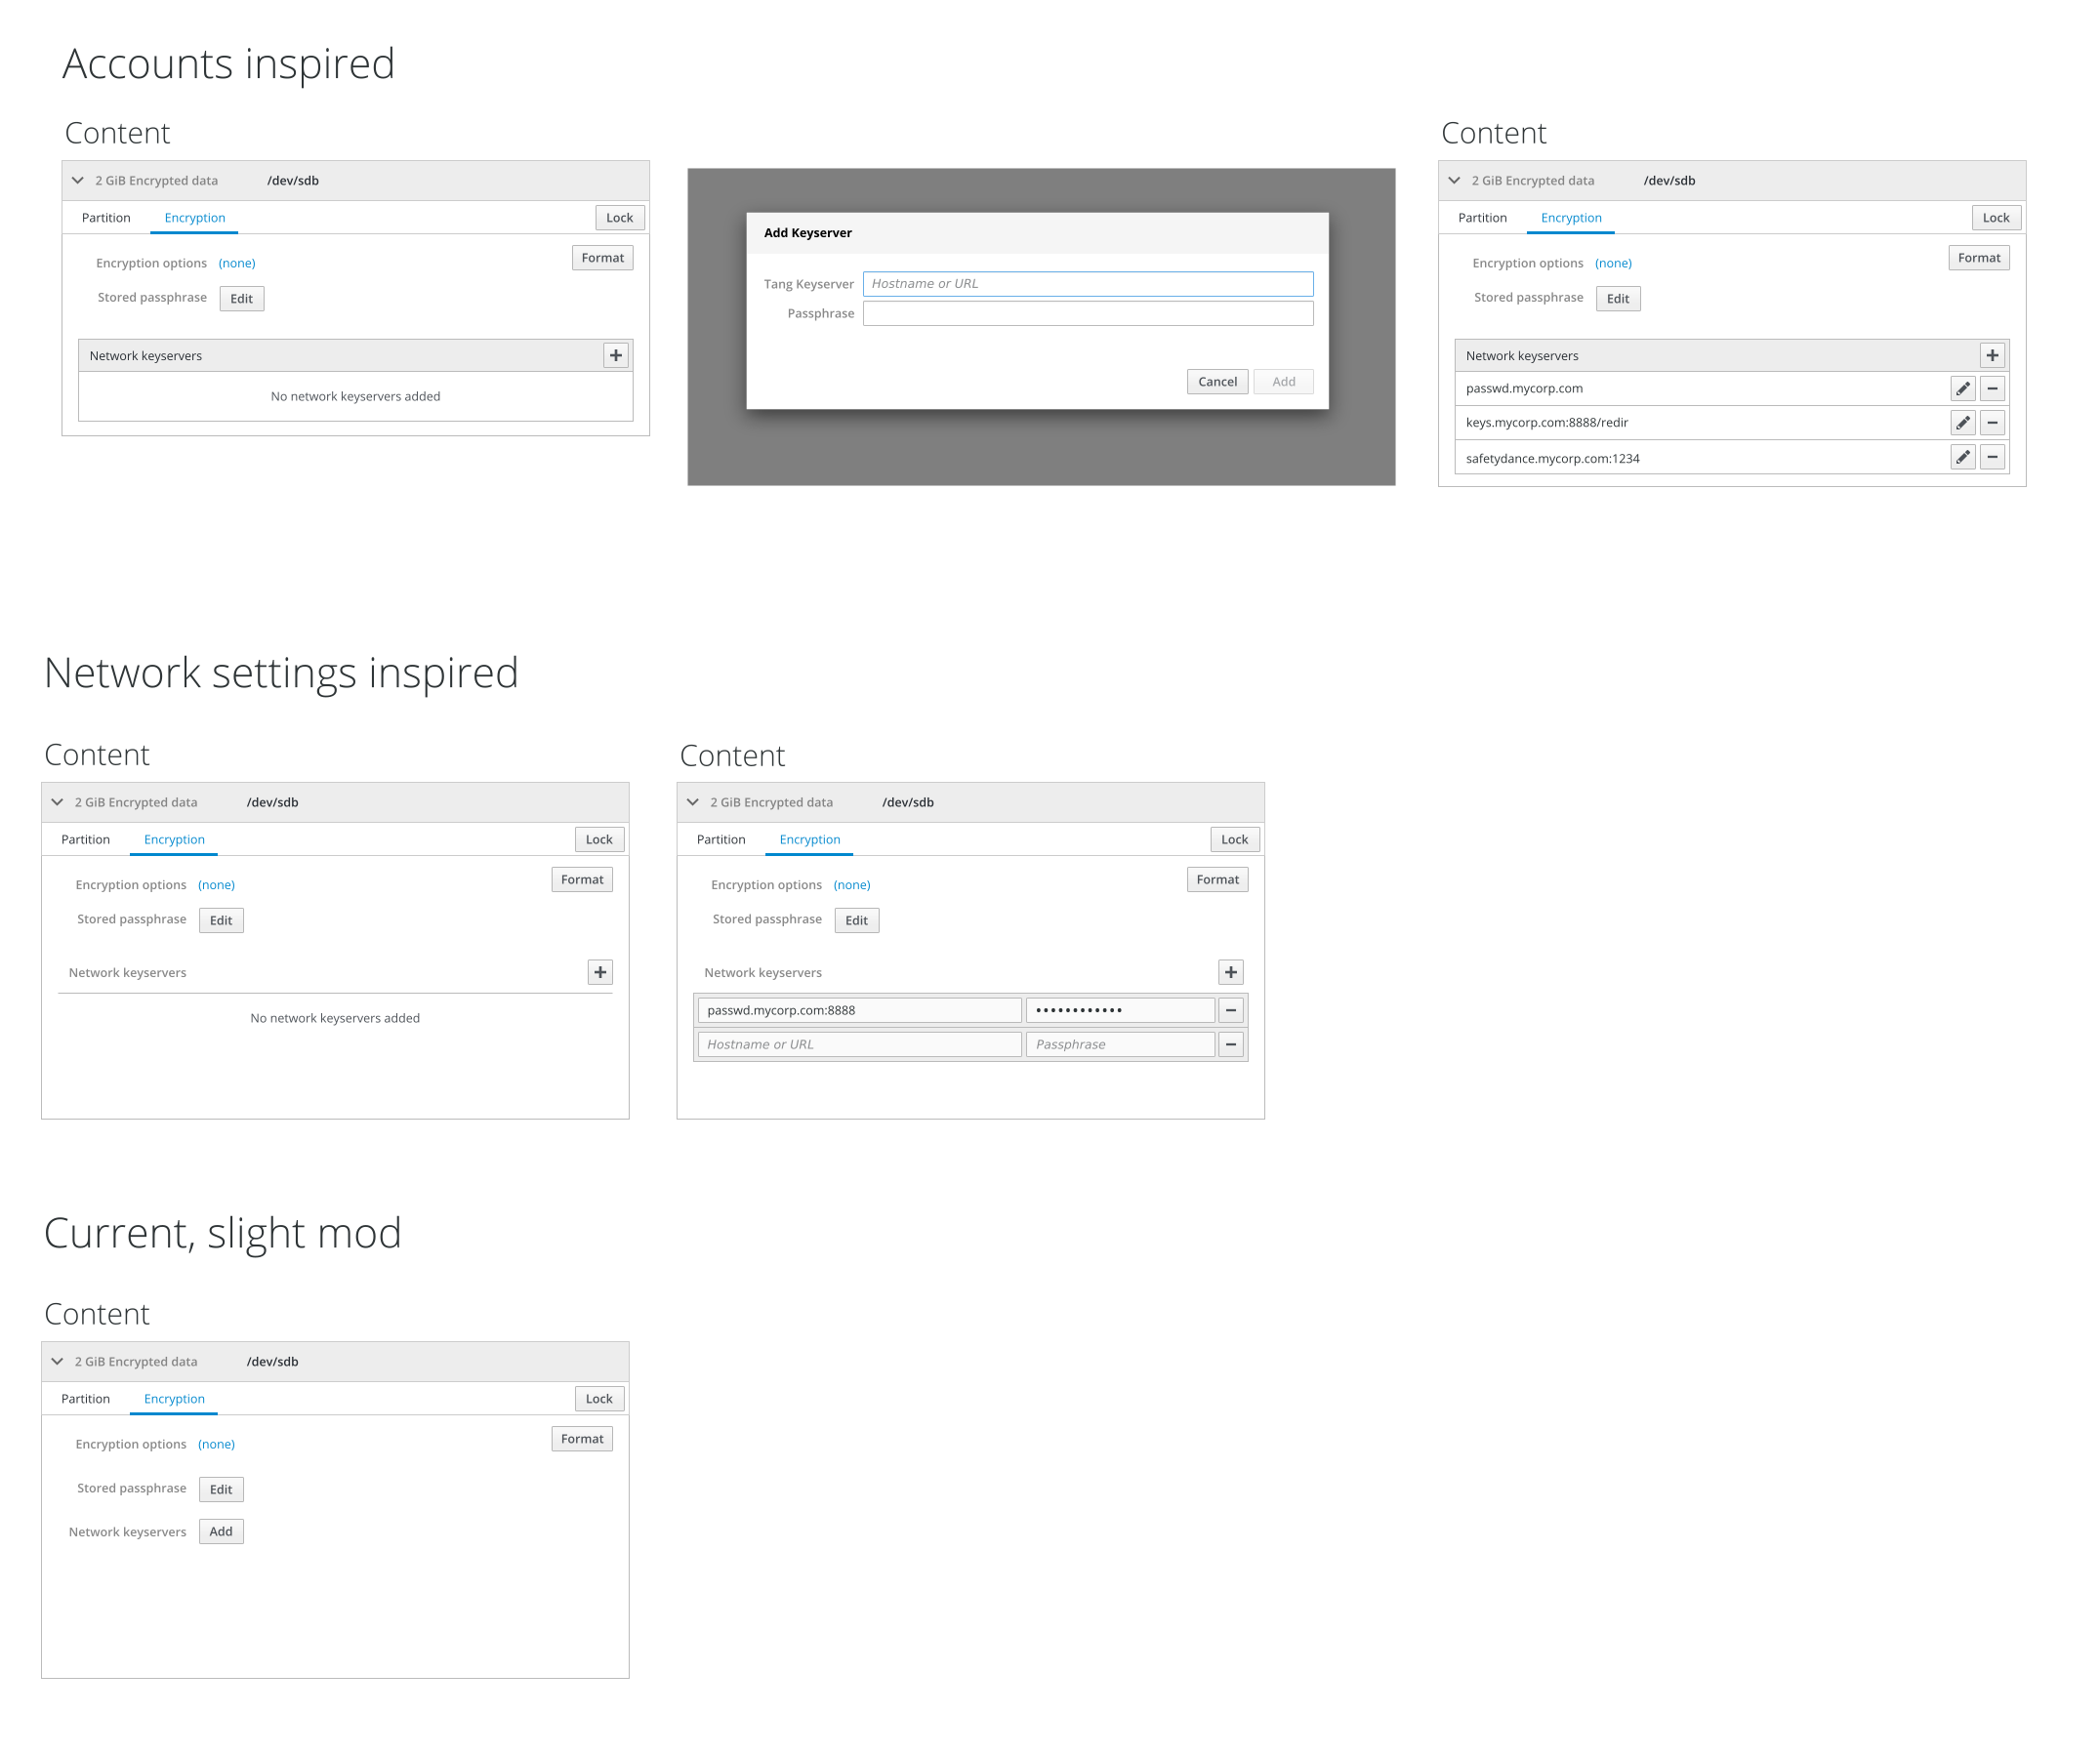 Accounts inspired
Content
2 GiB Encrypted data /dev/sdb
Partition Encryption Lock
Encryption options (none) Format
Stored passphrase Edit
Network keyservers
No network keyservers added
Add Keyserver
Tang Keyserver Hostname or URL
Passphrase
Cancel Add
Content
2 GiB Encrypted data /dev/sdb
Partition Encryption Lock
Encryption options (none) Format
Stored passphrase Edit
Network keyservers
passwd.mycorp.com
keys.mycorp.com:8888/redir
safetydance.mycorp.com:1234
Network settings inspired
Content
2 GiB Encrypted data /dev/sdb
Partition Encryption Lock
Encryption options (none) Format
Stored passphrase Edit
Network keyservers
No network keyservers added
Content
2 GiB Encrypted data /dev/sdb
Partition Encryption Lock
Encryption options (none) Format
Stored passphrase Edit
Network keyservers
passwd.mycorp.com:8888 ••••••••••••
Hostname or URL Passphrase
Current, slight mod
Content
2 GiB Encrypted data /dev/sdb
Partition Encryption Lock
Encryption options (none) Format
Stored passphrase Edit
Network keyservers Add